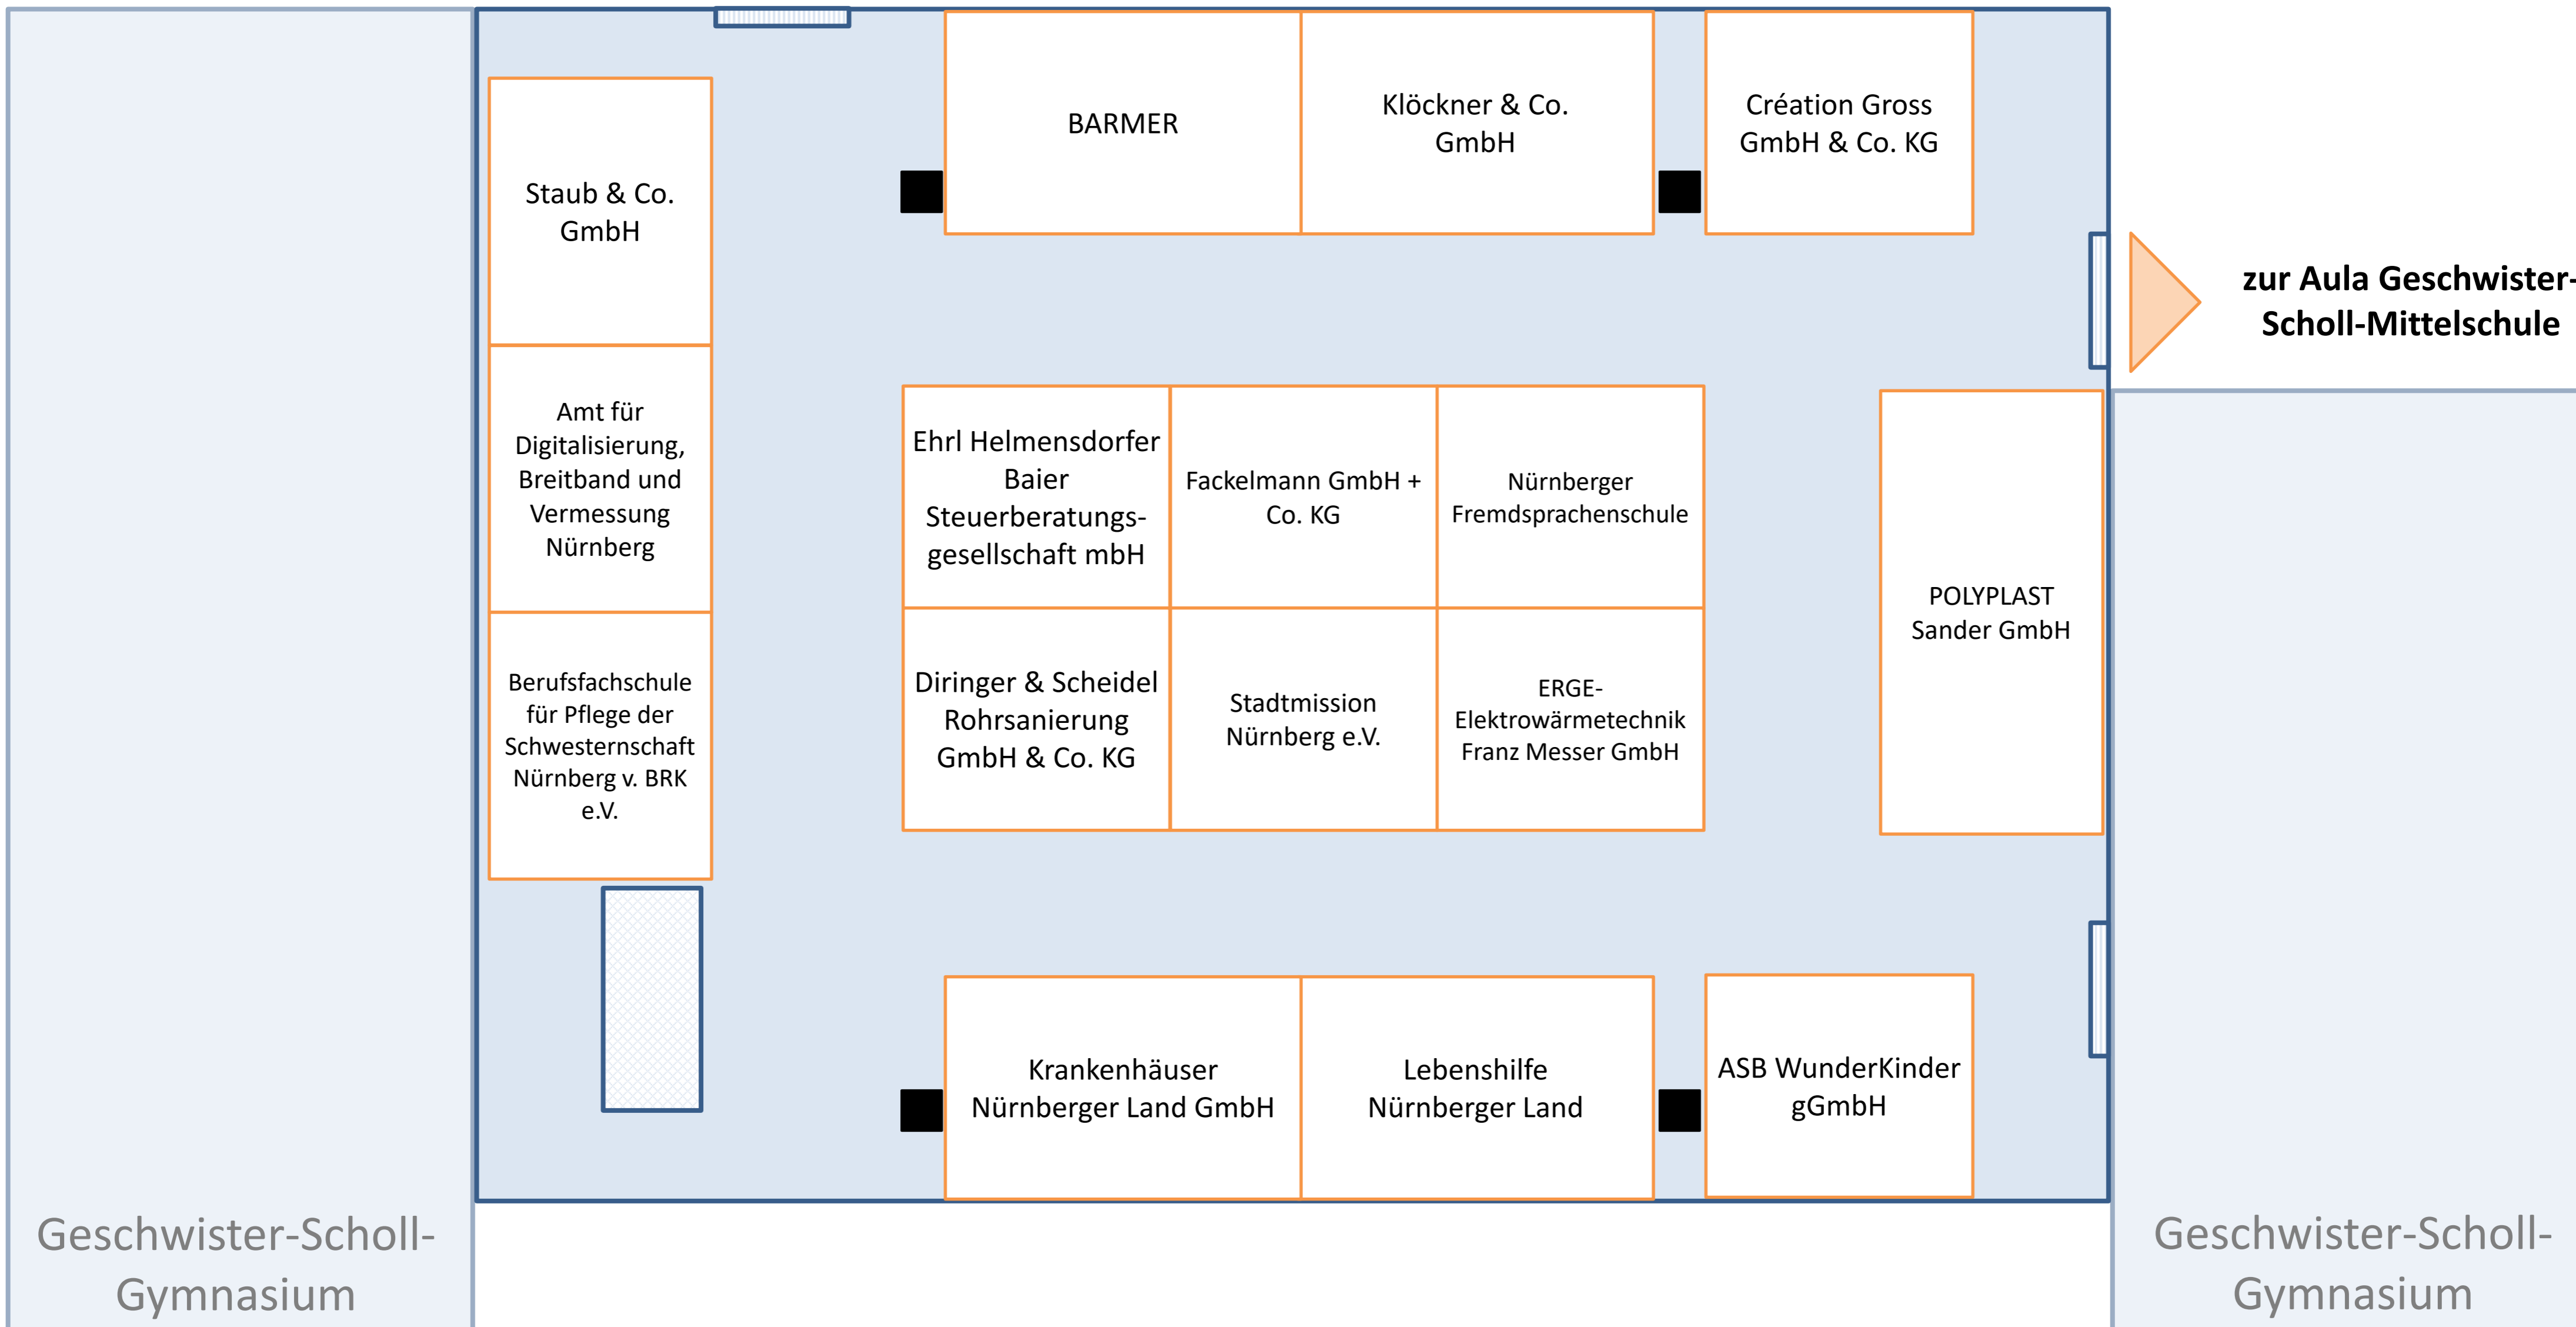 BARMER
Klöckner & Co.
GmbH
Création Gross
GmbH & Co. KG
Staub & Co.
GmbH
zur Aula Geschwister-
Scholl-Mittelschule
Amt für
Digitalisierung,
Breitband und
Vermessung
Nürnberg
Ehrl Helmensdorfer
Baier
Steuerberatungs-
gesellschaft mbH
Fackelmann GmbH +
Co. KG
Nürnberger
Fremdsprachenschule
POLYPLAST
Sander GmbH
Berufsfachschule
für Pflege der
Schwesternschaft
Nürnberg v. BRK
e.V.
Diringer & Scheidel
Rohrsanierung
GmbH & Co. KG
Stadtmission
Nürnberg e.V.
ERGE-
Elektrowärmetechnik
Franz Messer GmbH
Krankenhäuser
Nürnberger Land GmbH
Lebenshilfe
Nürnberger Land
ASB WunderKinder
gGmbH
Geschwister-Scholl-
Gymnasium
Geschwister-Scholl-
Gymnasium